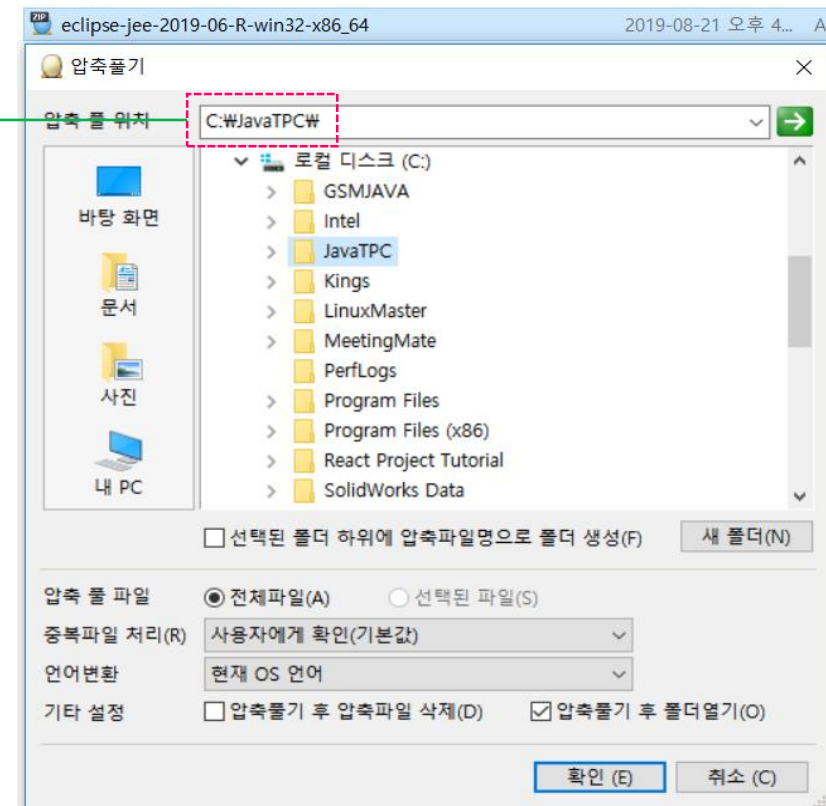 eclipse-jee-2019-06-R-win32-x86_64 2019-08-21 오후 4... A
압축풀기
압축 풀 위치 C:₩JavaTPC₩
로컬 디스크 (C:)
GSMJAVA
Intel
JavaTPC
Kings
LinuxMaster
MeetingMate
PerfLogs
Program Files
Program Files (x86)
React Project Tutorial
SolidWorks Data
바탕 화면
문서
사진
내 PC
선택된 폴더 하위에 압축파일명으로 폴더 생성(F) 새 폴더(N)
압축 풀 파일 전체파일(A) 선택된 파일(S)
중복파일 처리(R) 사용자에게 확인(기본값)
언어변환 현재 OS 언어
기타 설정 압축풀기 후 압축파일 삭제(D) 압축풀기 후 폴더열기(O)
확인 (E) 취소 (C)